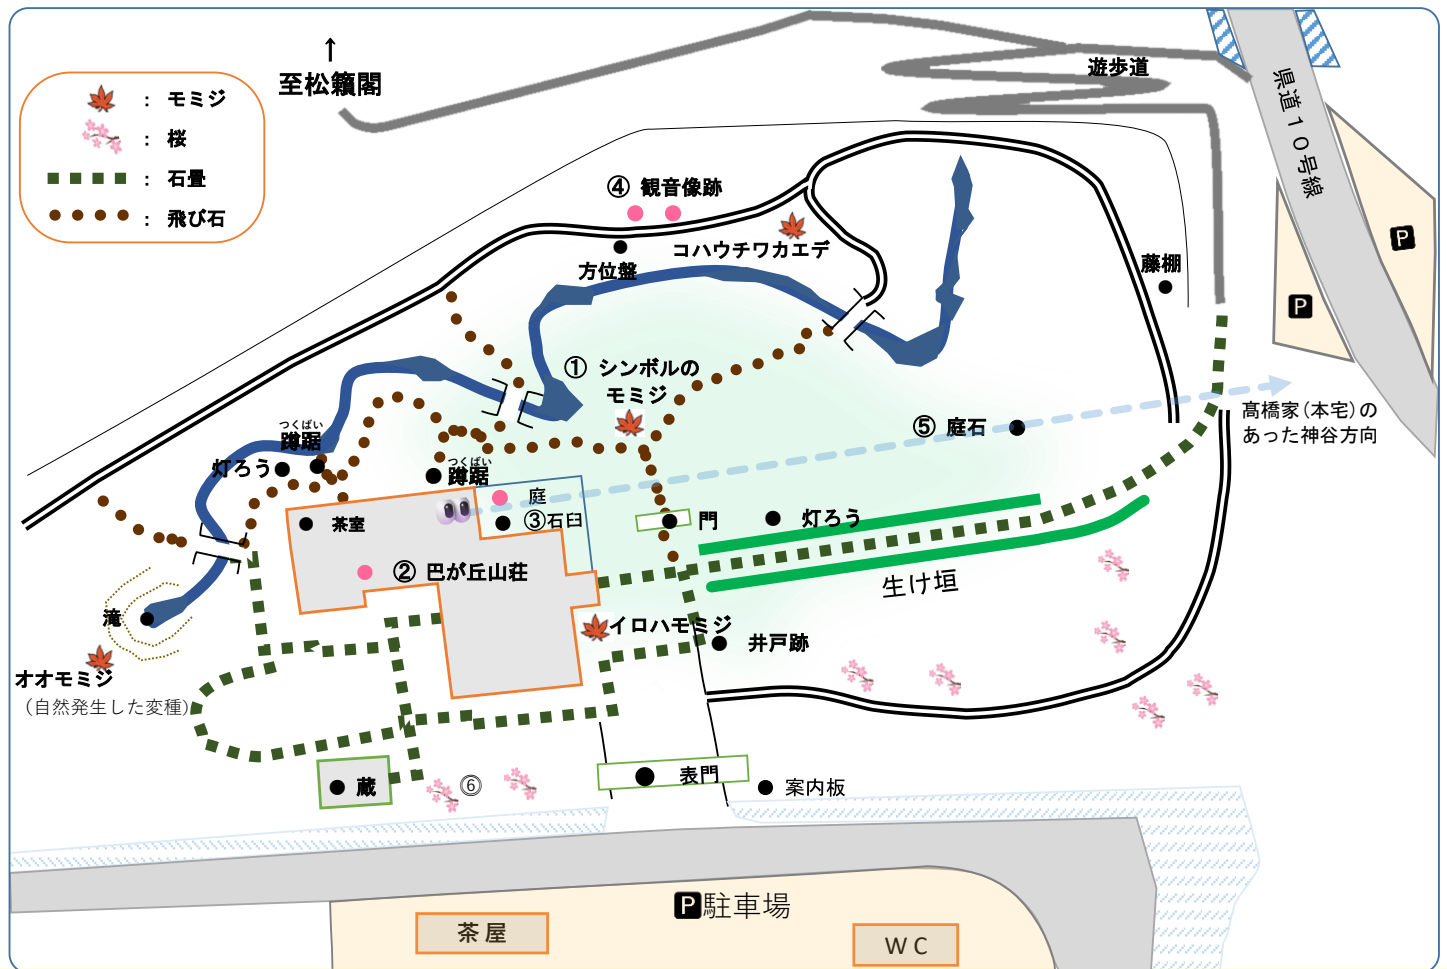 ↑
至松籟閣
遊歩道
県道10号線
： モミジ
： 桜
： 石畳
： 飛び石
④ 観音像跡
コハウチワカエデ
方位盤
藤棚
P
P
① シンボルの
モミジ
髙橋家（本宅）の
あった神谷方向
⑤ 庭石
つくばい
蹲踞
灯ろう
つくばい
蹲踞
庭
③石臼
茶室
門
灯ろう
② 巴が丘山荘
生け垣
滝
イロハモミジ
井戸跡
オオモミジ
（自然発生した変種）
蔵
⑥
表門
案内板
P駐車場
茶屋
ＷＣ